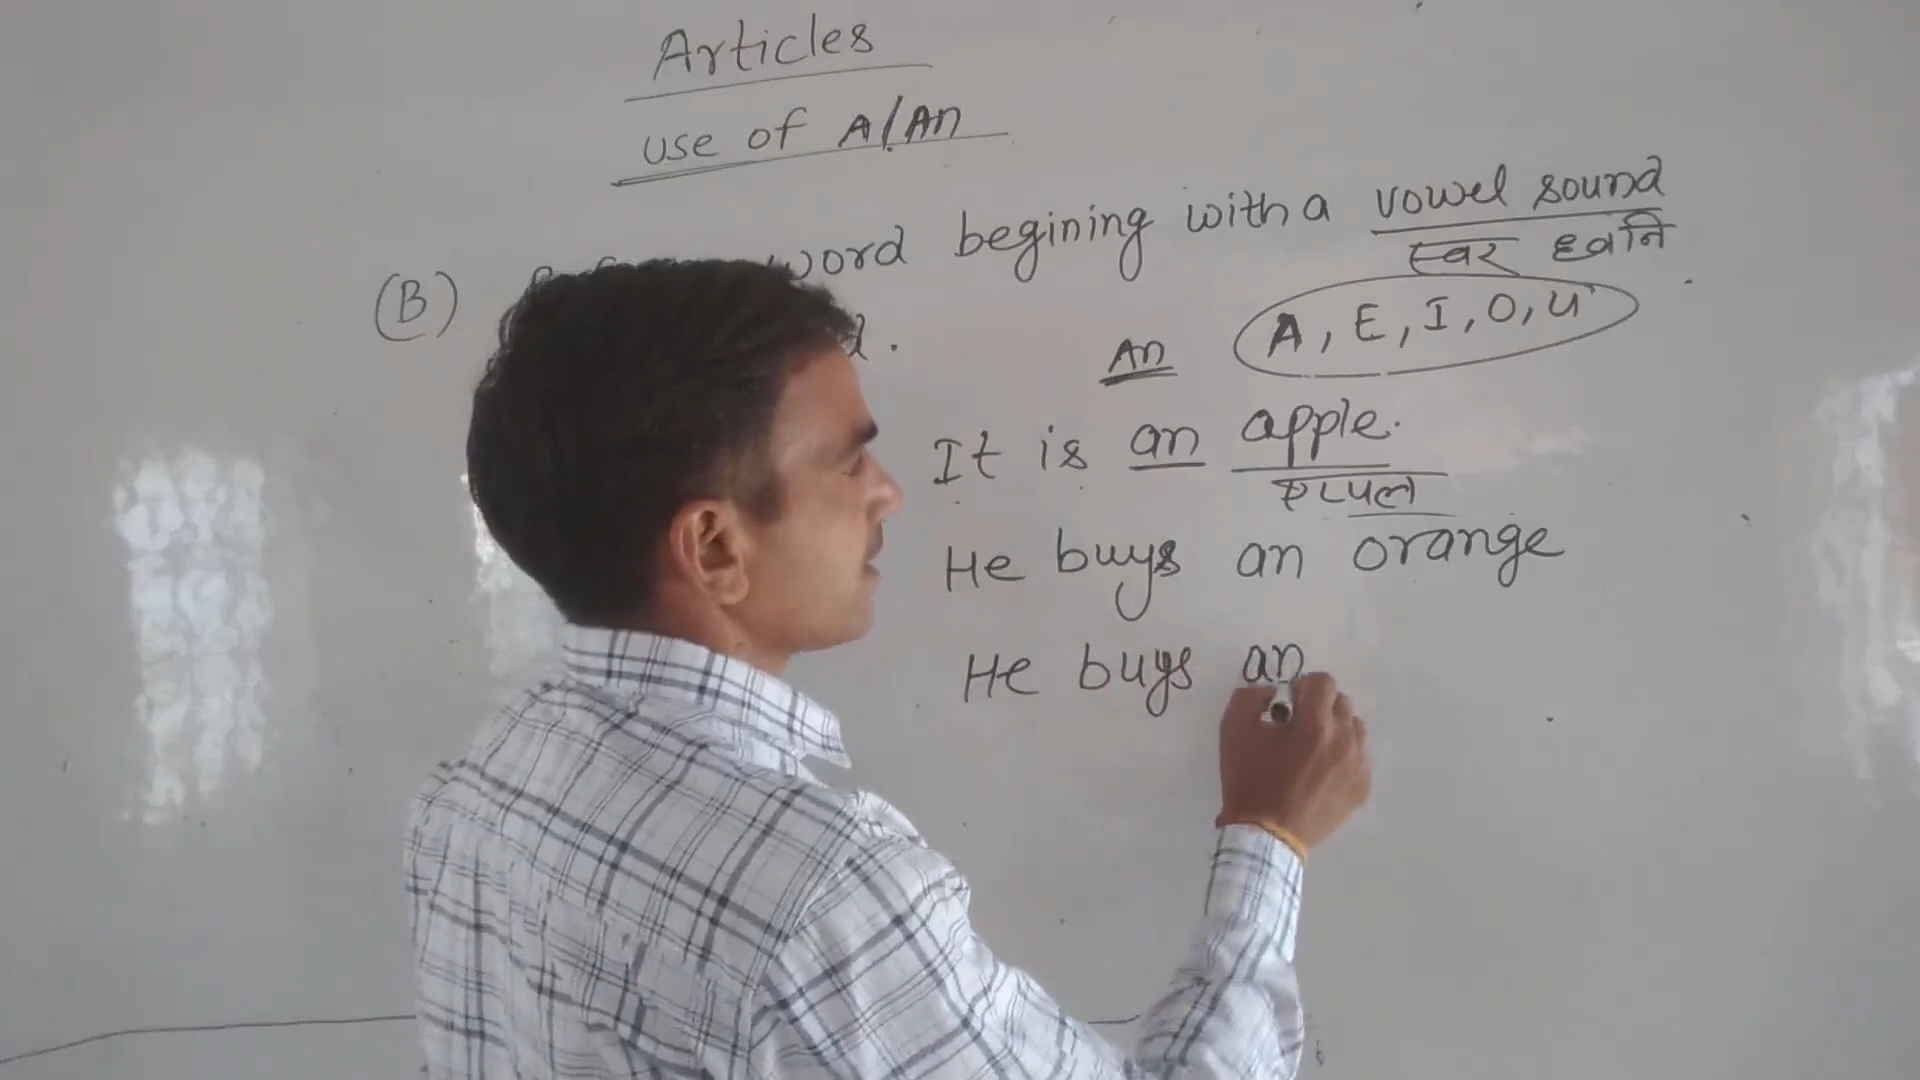 Articles
use of A/An
(B) word begining with a vowel sound
स्वर ध्वनि
A, E, I, O, U
An
It is an apple.
एप्पल
He buys an orange
He buys an